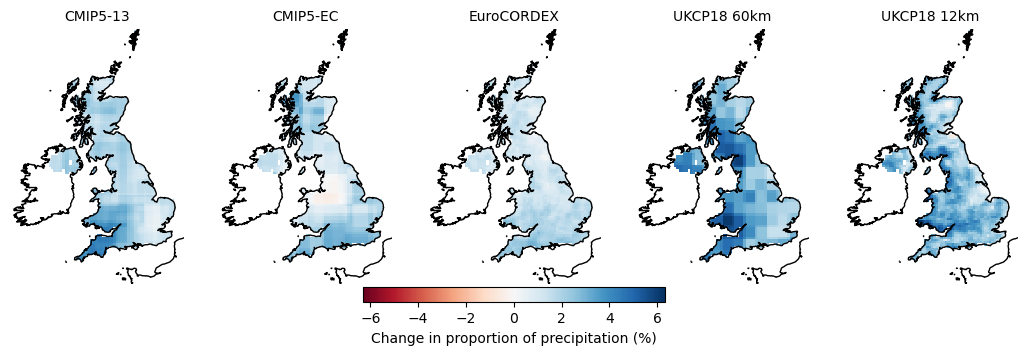 CMIP5-13 CMIP5-EC EuroCORDEX UKCP18 60km UKCP18 12km
−6 −4 −2 0 2 4 6
Change in proportion of precipitation (%)